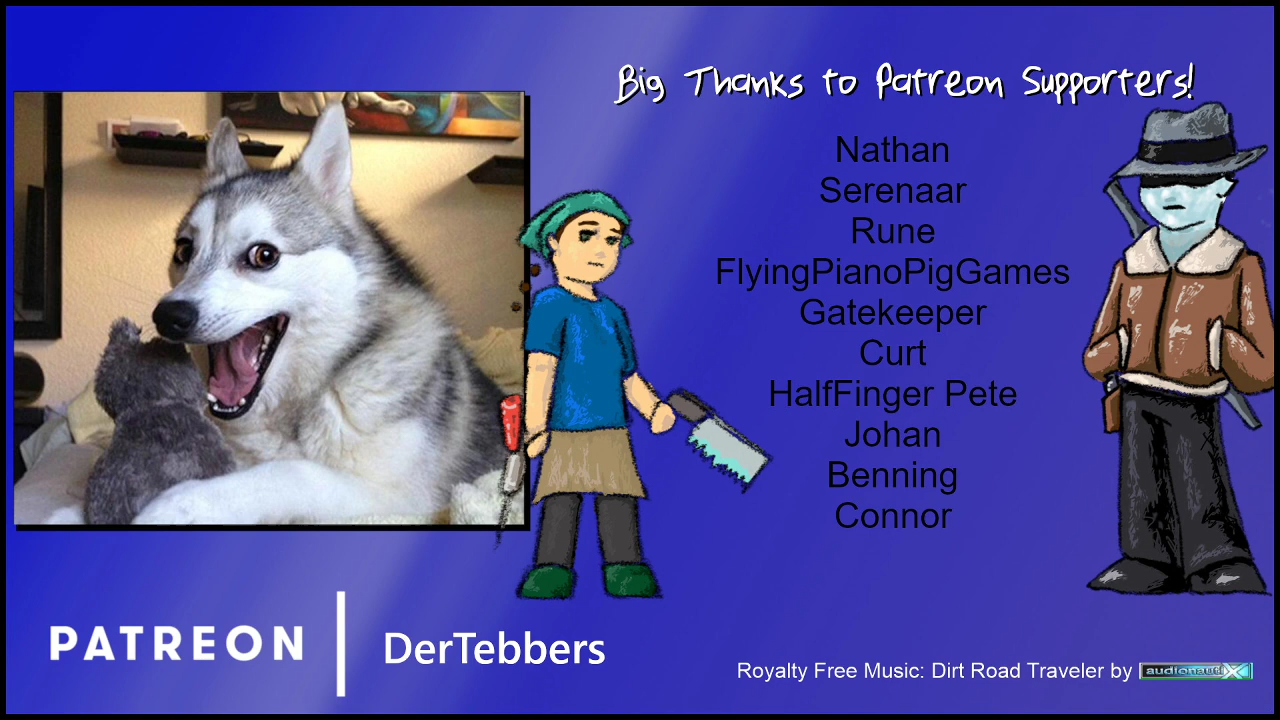 Big Thanks to Patreon Supporters!
Nathan
Serenaar
Rune
FlyingPianoPigGames
Gatekeeper
Curt
HalfFinger Pete
Johan
Benning
Connor
PATREON
DerTebbers
Royalty Free Music: Dirt Road Traveler by audionautix